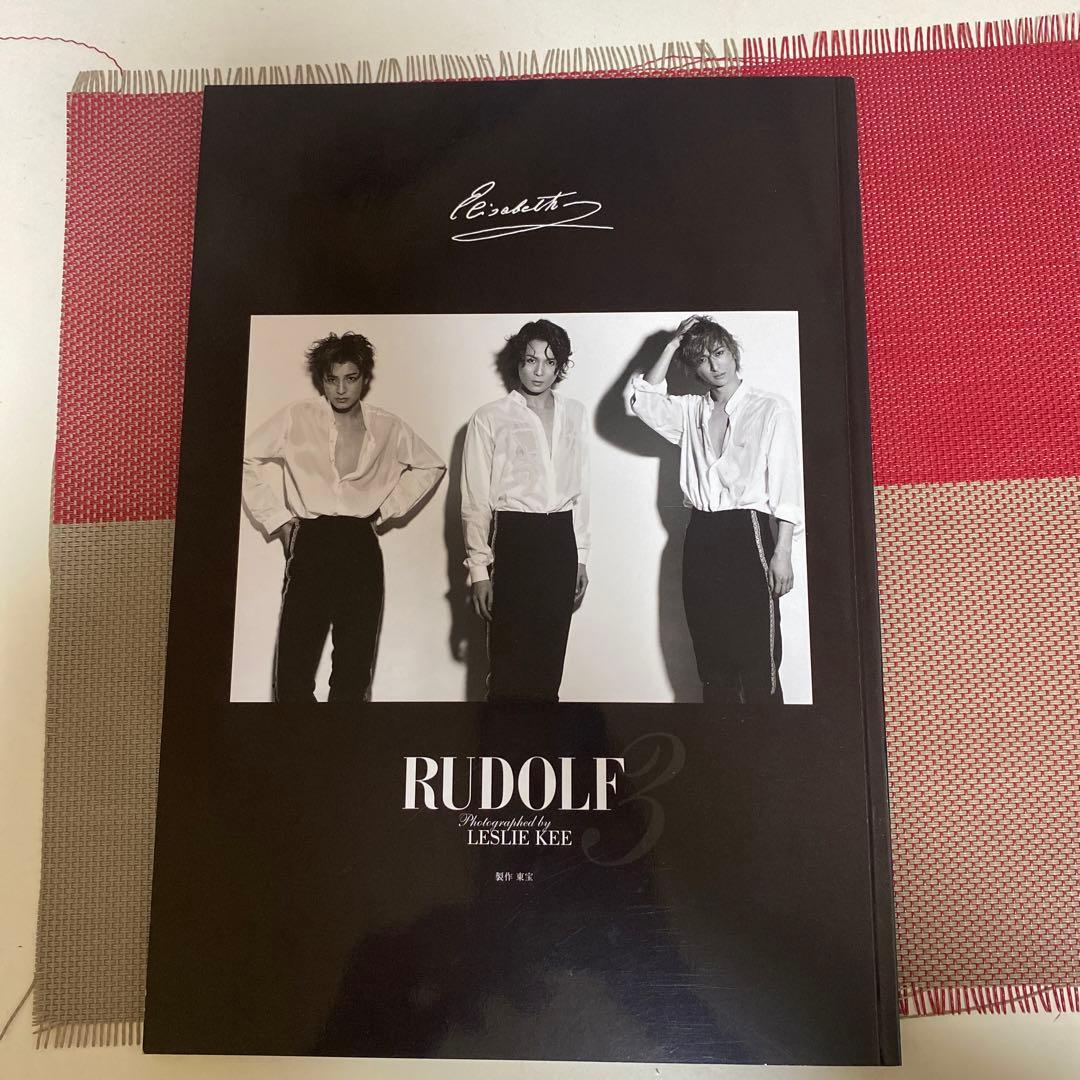 Elisabeth
RUDOLF 3
Photographed by
LESLIE KEE
製作 東宝